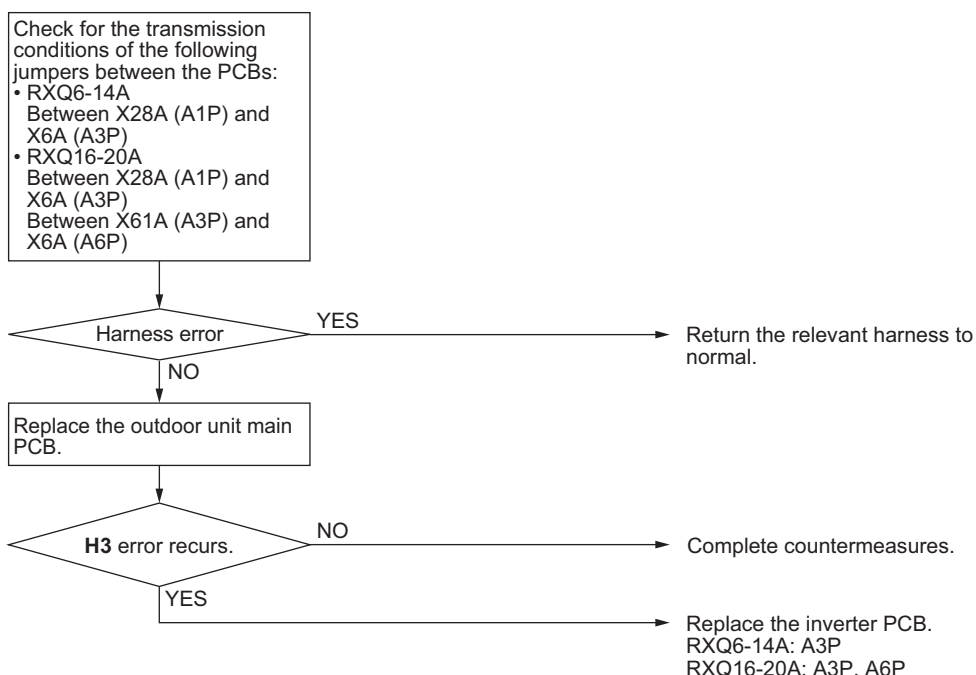 Check for the transmission
conditions of the following
jumpers between the PCBs:
• RXQ6-14A
Between X28A (A1P) and
X6A (A3P)
• RXQ16-20A
Between X28A (A1P) and
X6A (A3P)
Between X61A (A3P) and
X6A (A6P)
Harness error
YES
Return the relevant harness to
normal.
NO
Replace the outdoor unit main
PCB.
H3 error recurs.
NO
Complete countermeasures.
YES
Replace the inverter PCB.
RXQ6-14A: A3P
RXQ16-20A: A3P, A6P